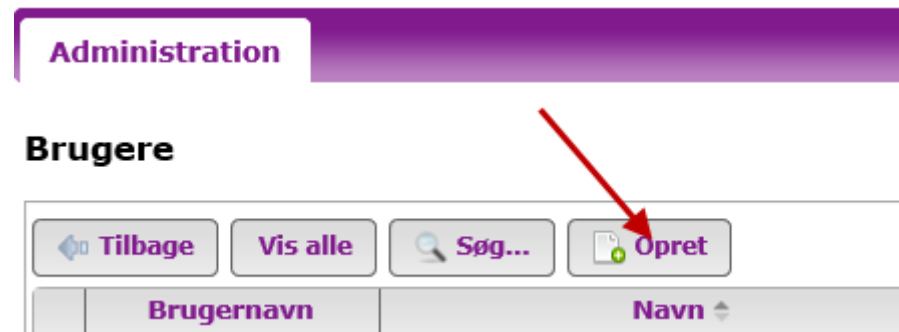 Administration
Brugere
Tilbage Vis alle Søg... Opret
Brugernavn Navn